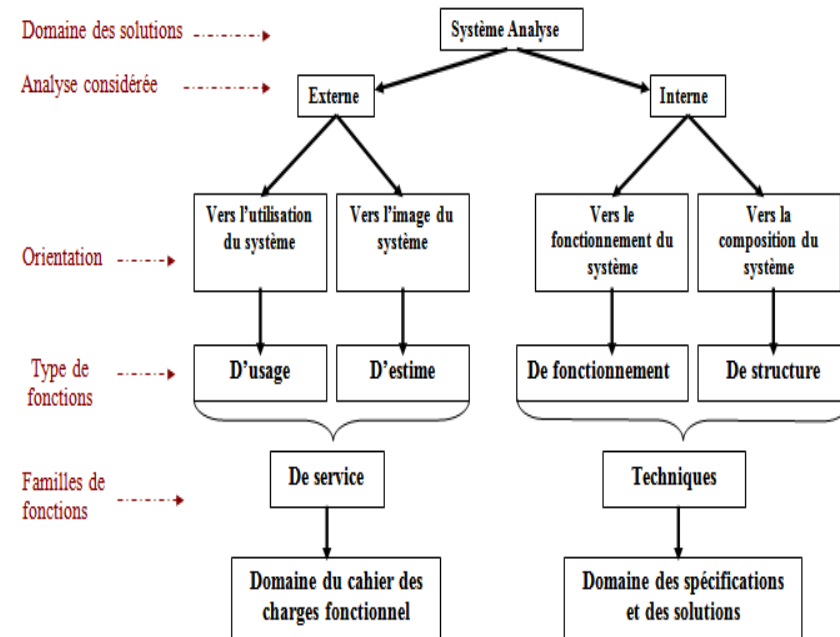 Domaine des solutions
Système Analyse
Analyse considérée
Externe
Interne
Orientation
Vers l'utilisation
du système
Vers l'image du
système
Vers le
fonctionnement du
système
Vers la
composition du
système
Type de
fonctions
D'usage
D'estime
De fonctionnement
De structure
Familles de
fonctions
De service
Techniques
Domaine du cahier des
charges fonctionnel
Domaine des spécifications
et des solutions